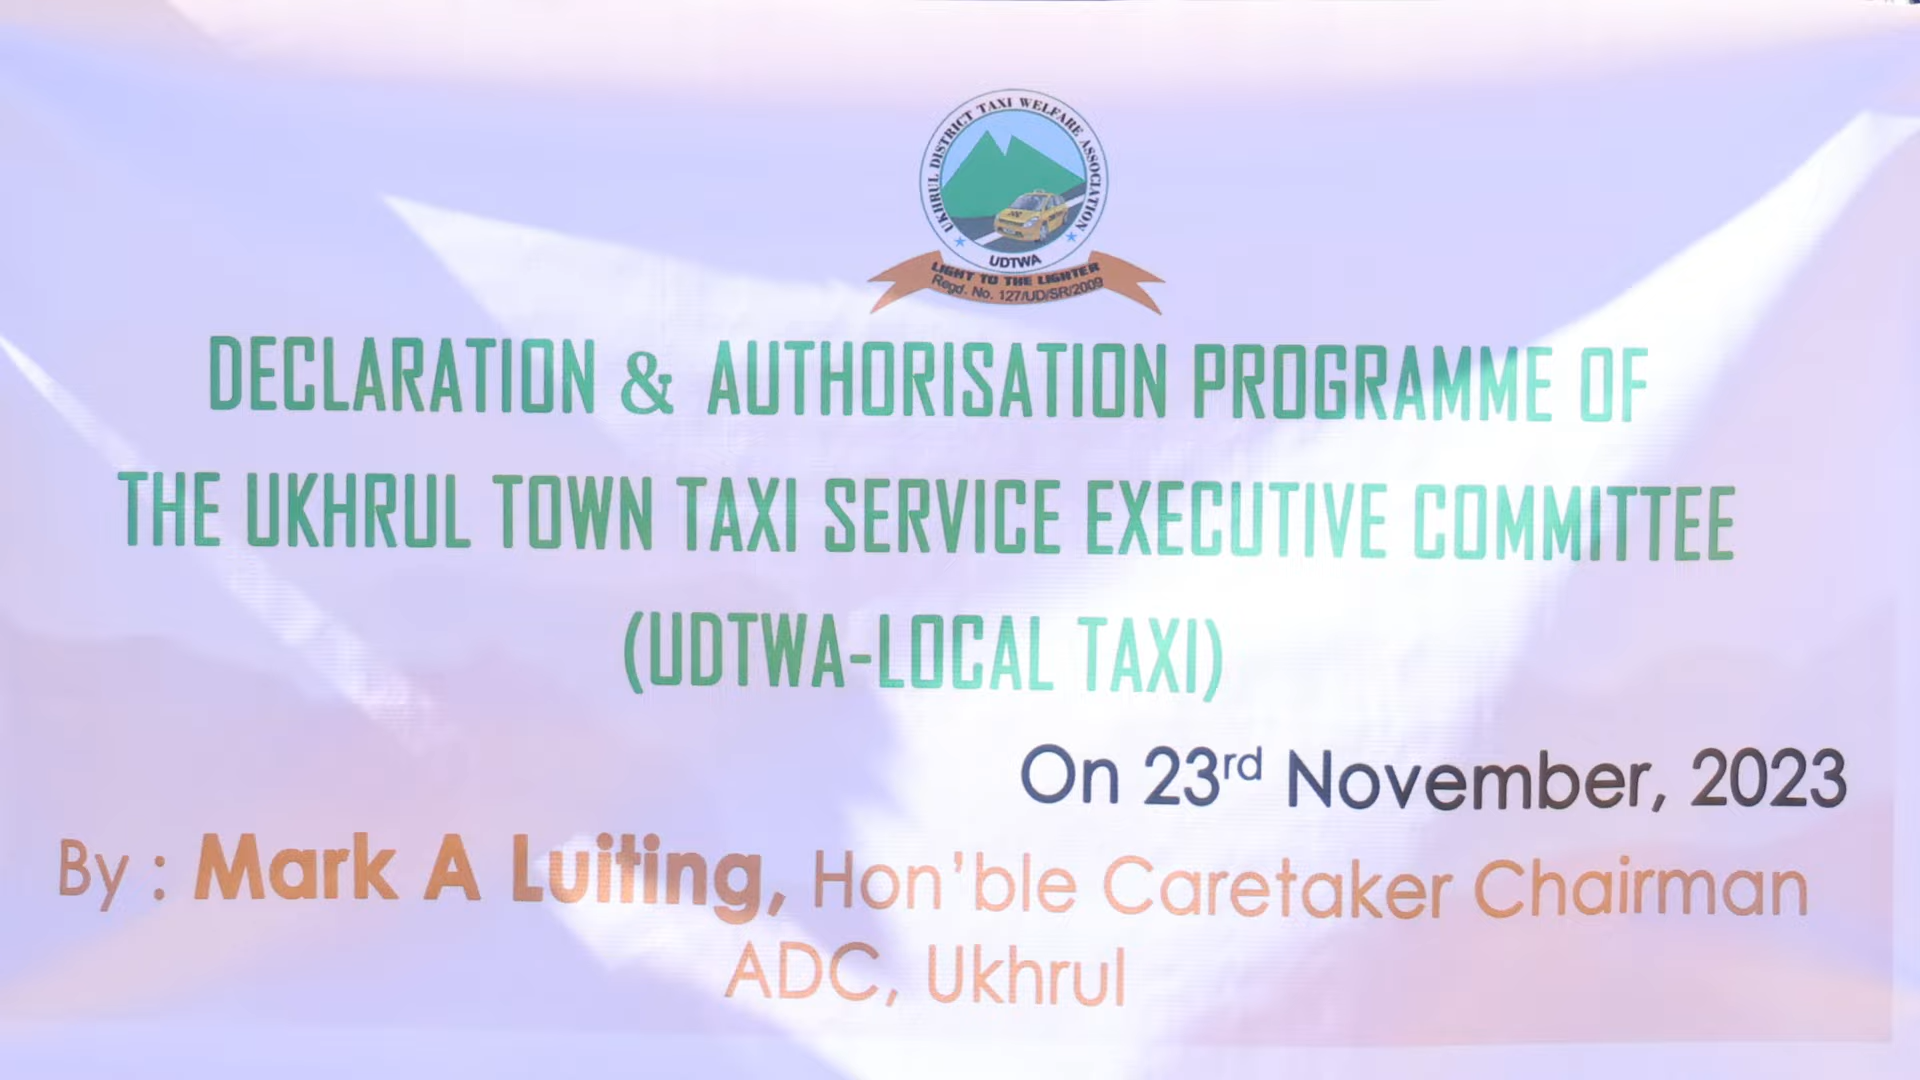 UKHRUL DISTRICT TAXI WELFARE ASSOCIATION
UDTWA
LIGHT TO THE LIGHTER
Regd. No. 127/UD/SR/2009
DECLARATION & AUTHORISATION PROGRAMME OF
THE UKHRUL TOWN TAXI SERVICE EXECUTIVE COMMITTEE
(UDTWA-LOCAL TAXI)
On 23rd November, 2023
By : Mark A Luiting, Hon'ble Caretaker Chairman
ADC, Ukhrul